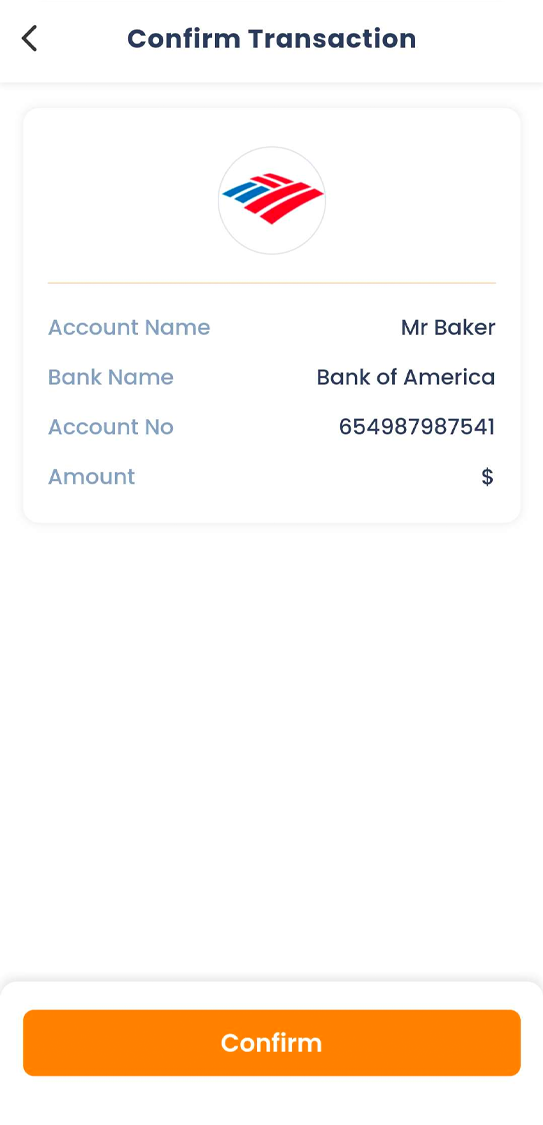 Confirm Transaction
Account Name Mr Baker
Bank Name Bank of America
Account No 654987987541
Amount $
Confirm